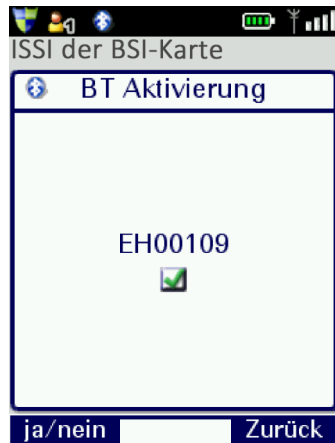 ISSI der BSI-Karte
BT Aktivierung
EH00109
ja/nein Zurück